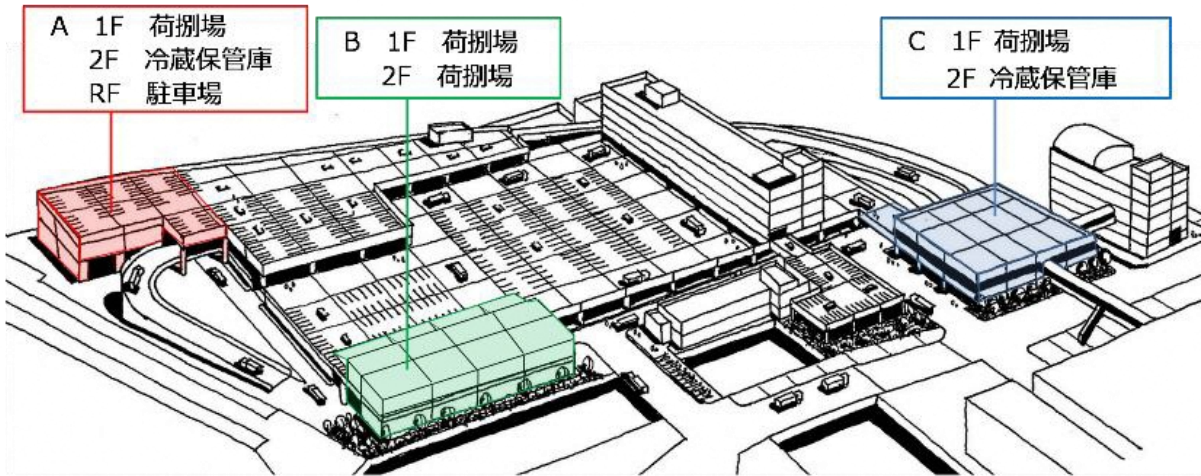 A 1F 荷捌場
2F 冷蔵保管庫
RF 駐車場
B 1F 荷捌場
2F 荷捌場
C 1F 荷捌場
2F 冷蔵保管庫